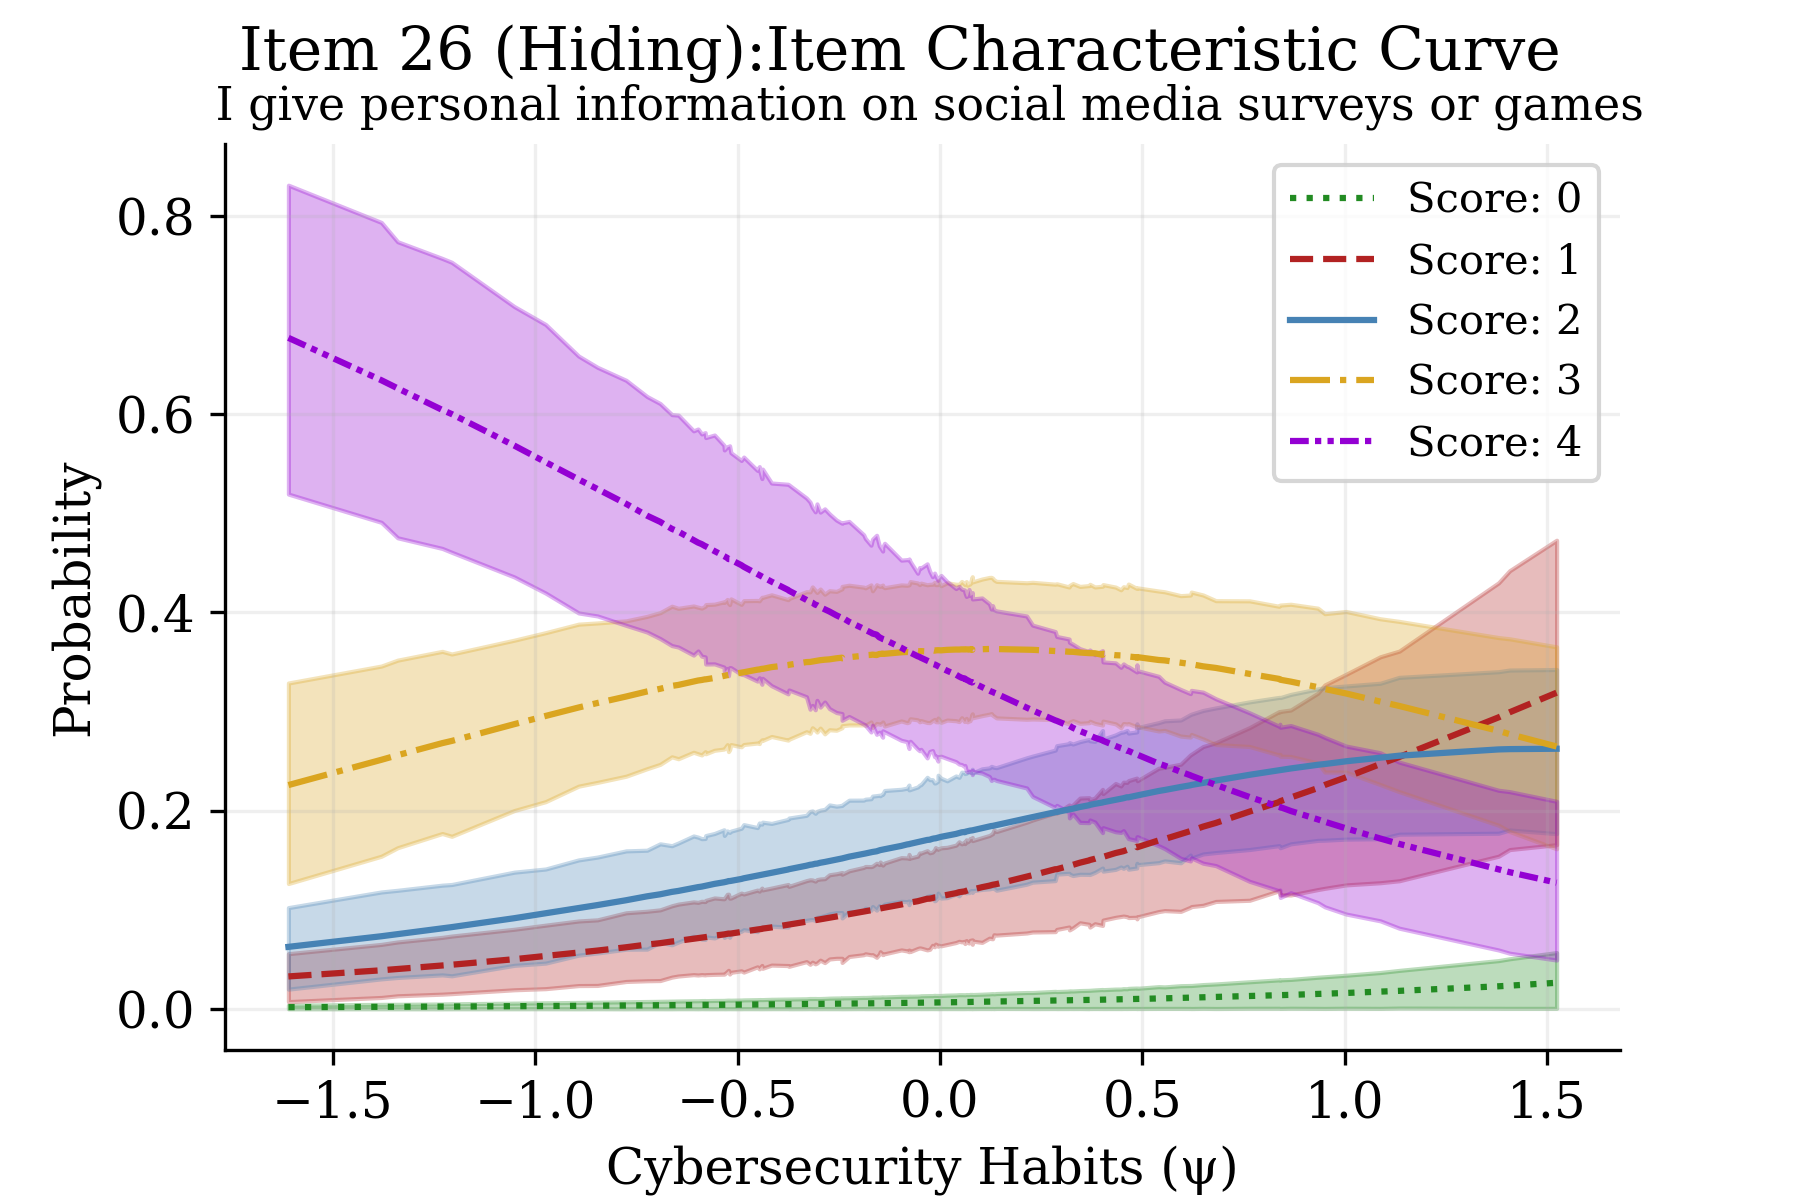 Item 26 (Hiding):Item Characteristic Curve
I give personal information on social media surveys or games
Score: 0
Score: 1
Score: 2
Score: 3
Score: 4
Probability
0.8
0.6
0.4
0.2
0.0
−1.5
−1.0
−0.5
0.0
0.5
1.0
1.5
Cybersecurity Habits (ψ)